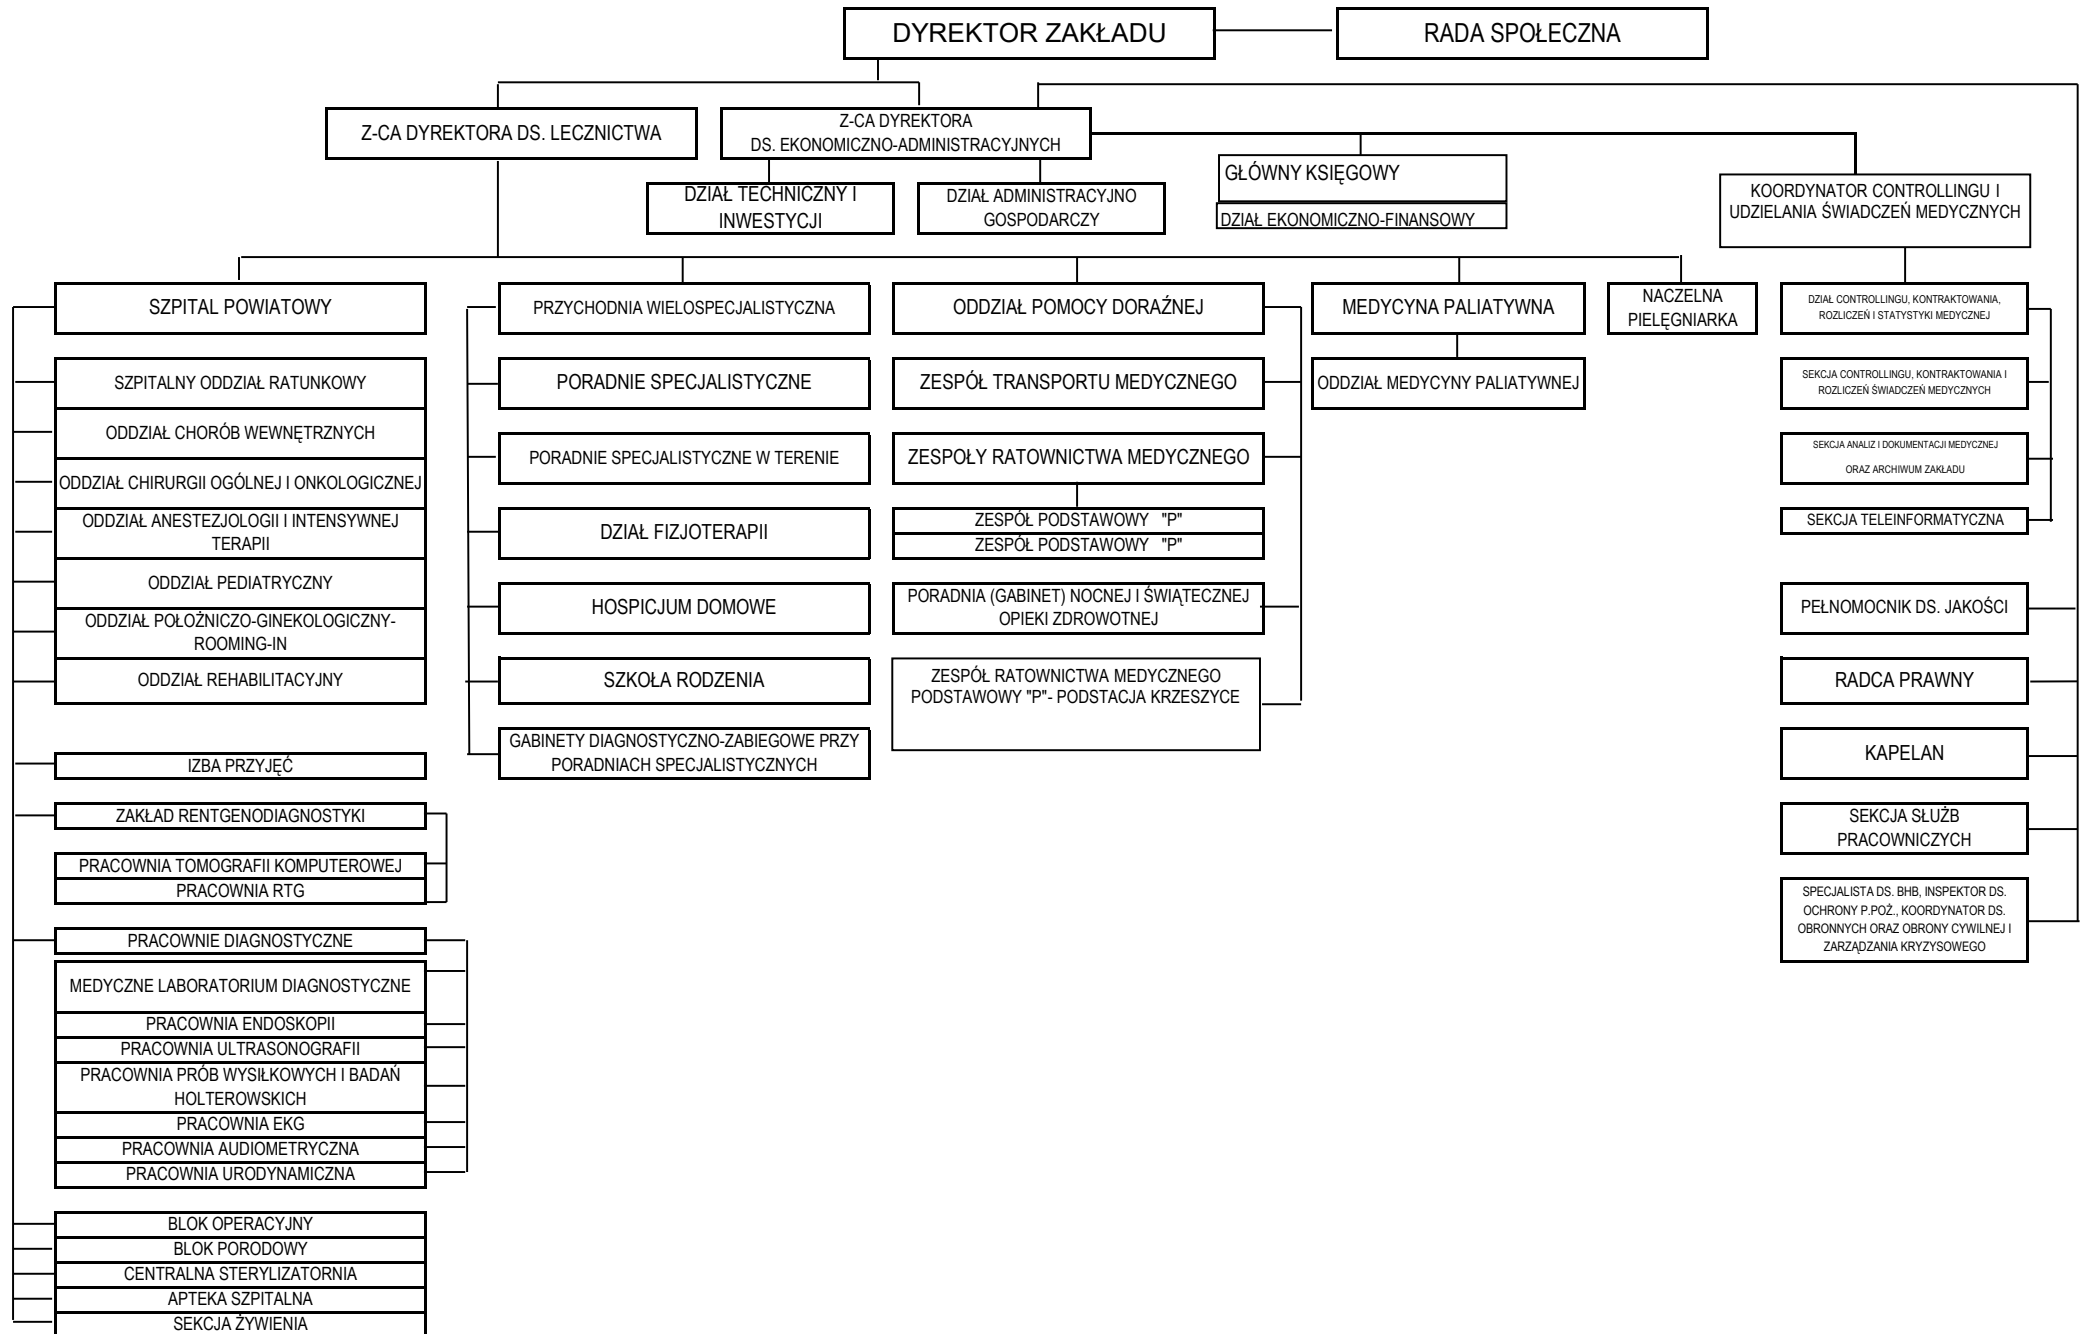 DYREKTOR ZAKŁADU
RADA SPOŁECZNA
Z-CA DYREKTORA DS. LECZNICTWA
Z-CA DYREKTORA
DS. EKONOMICZNO-ADMINISTRACYJNYCH
DZIAŁ TECHNICZNY I
INWESTYCJI
DZIAŁ ADMINISTRACYJNO
GOSPODARCZY
GŁÓWNY KSIĘGOWY
DZIAŁ EKONOMICZNO-FINANSOWY
KOORDYNATOR CONTROLLINGU I
UDZIELANIA ŚWIADCZEŃ MEDYCZNYCH
SZPITAL POWIATOWY
SZPITALNY ODDZIAŁ RATUNKOWY
ODDZIAŁ CHORÓB WEWNĘTRZNYCH
ODDZIAŁ CHIRURGII OGÓLNEJ I ONKOLOGICZNEJ
ODDZIAŁ ANESTEZJOLOGII I INTENSYWNEJ
TERAPII
ODDZIAŁ PEDIATRYCZNY
ODDZIAŁ POŁOŻNICZO-GINEKOLOGICZNY-
ROOMING-IN
ODDZIAŁ REHABILITACYJNY
IZBA PRZYJĘĆ
ZAKŁAD RENTGENODIAGNOSTYKI
PRACOWNIA TOMOGRAFII KOMPUTEROWEJ
PRACOWNIA RTG
PRACOWNIE DIAGNOSTYCZNE
MEDYCZNE LABORATORIUM DIAGNOSTYCZNE
PRACOWNIA ENDOSKOPII
PRACOWNIA ULTRASONOGRAFII
PRACOWNIA PRÓB WYSIŁKOWYCH I BADAŃ
HOLTEROWSKICH
PRACOWNIA EKG
PRACOWNIA AUDIOMETRYCZNA
PRACOWNIA URODYNAMICZNA
BLOK OPERACYJNY
BLOK PORODOWY
CENTRALNA STERYLIZATORNIA
APTEKA SZPITALNA
SEKCJA ŻYWIENIA
PRZYCHODNIA WIELOSPECJALISTYCZNA
PORADNIE SPECJALISTYCZNE
PORADNIE SPECJALISTYCZNE W TERENIE
DZIAŁ FIZJOTERAPII
HOSPICJUM DOMOWE
SZKOŁA RODZENIA
GABINETY DIAGNOSTYCZNO-ZABIEGOWE PRZY
PORADNIACH SPECJALISTYCZNYCH
ODDZIAŁ POMOCY DORAŹNEJ
ZESPÓŁ TRANSPORTU MEDYCZNEGO
ZESPOŁY RATOWNICTWA MEDYCZNEGO
ZESPÓŁ PODSTAWOWY "P"
ZESPÓŁ PODSTAWOWY "P"
PORADNIA (GABINET) NOCNEJ I ŚWIĄTECZNEJ
OPIEKI ZDROWOTNEJ
ZESPÓŁ RATOWNICTWA MEDYCZNEGO
PODSTAWOWY "P"- PODSTACJA KRZESZYCE
MEDYCYNA PALIATYWNA
ODDZIAŁ MEDYCYNY PALIATYWNEJ
NACZELNA
PIELĘGNIARKA
DZIAŁ CONTROLLINGU, KONTRAKTOWANIA,
ROZLICZEŃ I STATYSTYKI MEDYCZNEJ
SEKCJA CONTROLLINGU, KONTRAKTOWANIA I
ROZLICZEŃ ŚWIADCZEŃ MEDYCZNYCH
SEKCJA ANALIZ I DOKUMENTACJI MEDYCZNEJ
ORAZ ARCHIWUM ZAKŁADU
SEKCJA TELEINFORMATYCZNA
PEŁNOMOCNIK DS. JAKOŚCI
RADCA PRAWNY
KAPELAN
SEKCJA SŁUŻB
PRACOWNICZYCH
SPECJALISTA DS. BHB, INSPEKTOR DS.
OCHRONY P.POŻ., KOORDYNATOR DS.
OBRONNYCH ORAZ OBRONY CYWILNEJ I
ZARZĄDZANIA KRYZYSOWEGO